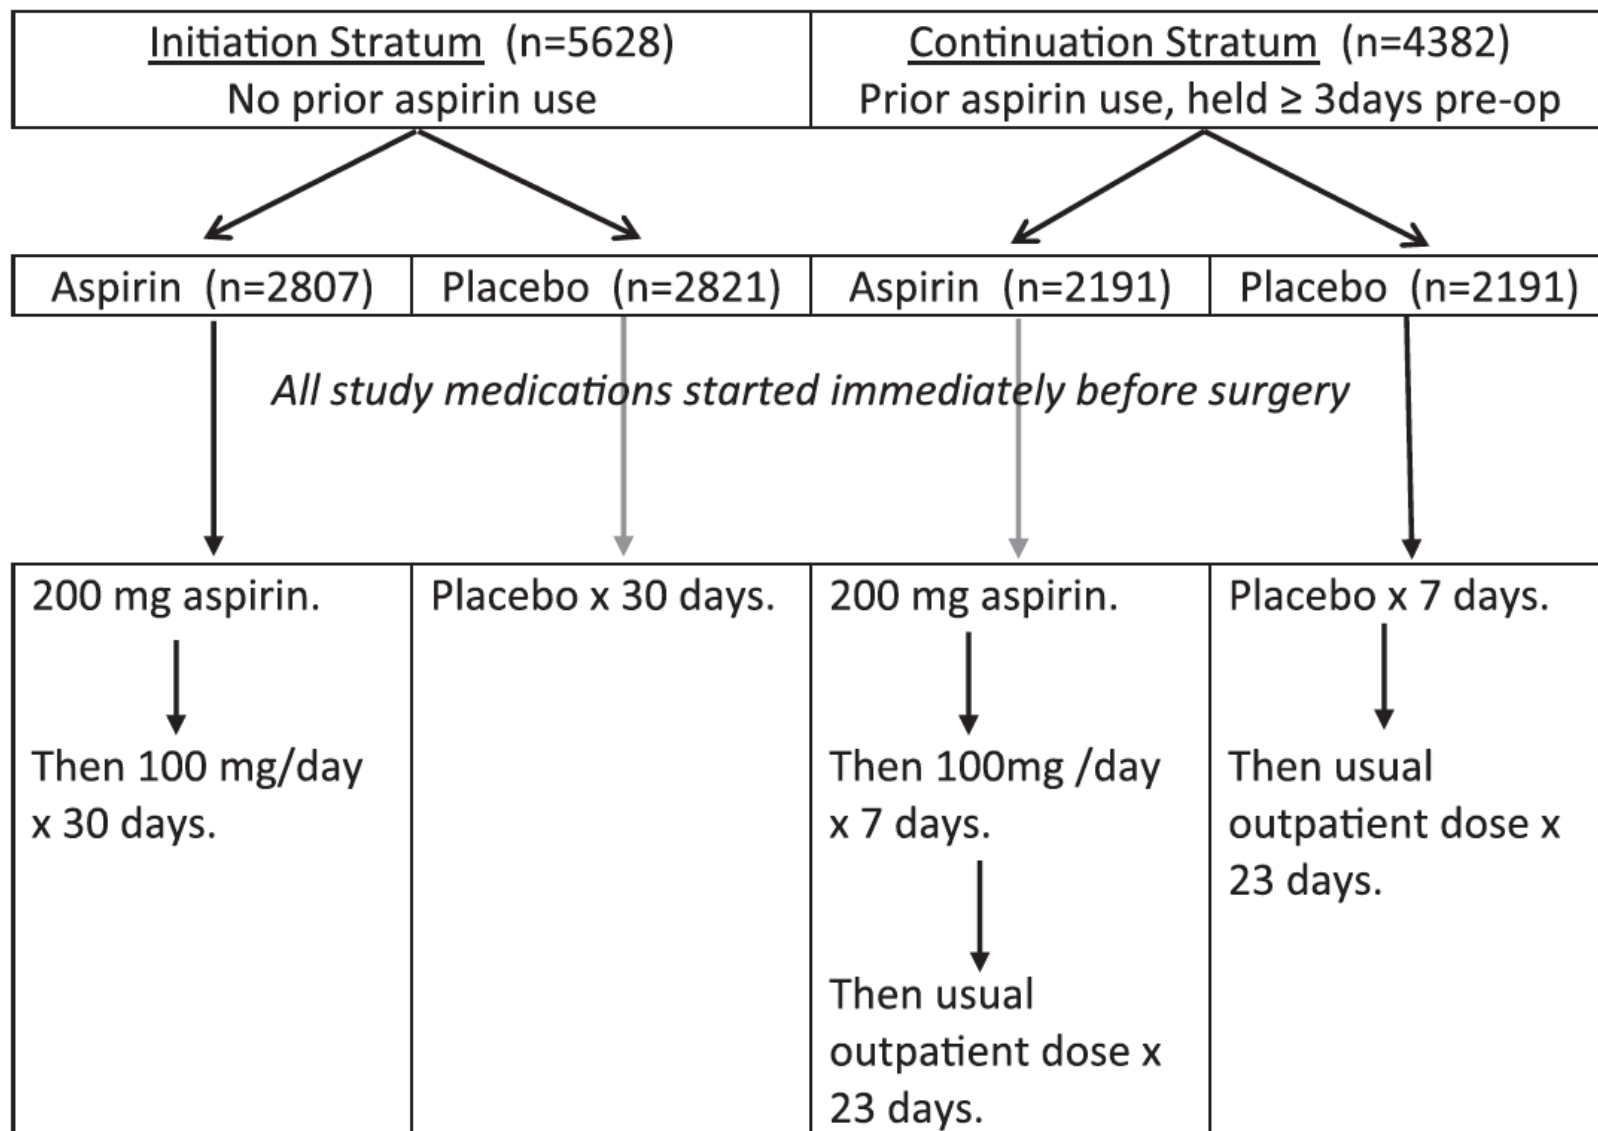 Initiation Stratum (n=5628)
No prior aspirin use
Continuation Stratum (n=4382)
Prior aspirin use, held ≥ 3days pre-op
Aspirin (n=2807)
Placebo (n=2821)
Aspirin (n=2191)
Placebo (n=2191)
All study medications started immediately before surgery
200 mg aspirin.
Then 100 mg/day
x 30 days.
Placebo x 30 days.
200 mg aspirin.
Then 100mg /day
x 7 days.
Then usual
outpatient dose x
23 days.
Placebo x 7 days.
Then usual
outpatient dose x
23 days.